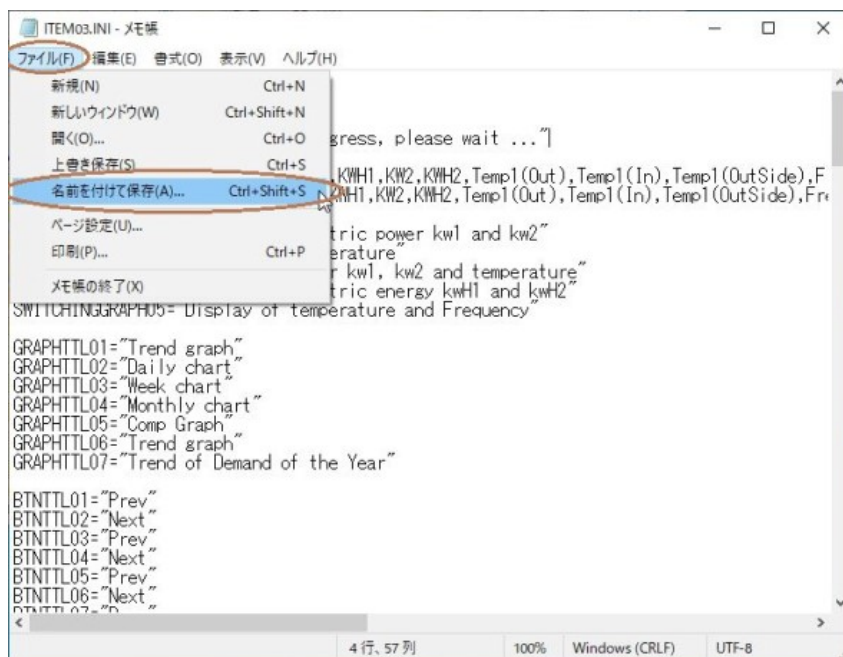 ITEM03.INI - メモ帳
ファイル(F) 編集(E) 書式(O) 表示(V) ヘルプ(H)
新規(N) Ctrl+N
新しいウィンドウ(W) Ctrl+Shift+N
開く(O)... Ctrl+O
上書き保存(S) Ctrl+S
名前を付けて保存(A)... Ctrl+Shift+S
ページ設定(U)...
印刷(P)... Ctrl+P
メモ帳の終了(X)
gress, please wait ..."
,KWH1,KW2,KWH2,Temp1(Out),Temp1(In),Temp1(OutSide),F
KWH1,KW2,KWH2,Temp1(Out),Temp1(In),Temp1(OutSide),Fre
tric power kw1 and kw2"
erature"
r kw1, kw2 and temperature"
tric energy kwH1 and kwH2"
SWITCHINGGRAPH05="Display of temperature and Frequency"
GRAPHTTL01="Trend graph"
GRAPHTTL02="Daily chart"
GRAPHTTL03="Week chart"
GRAPHTTL04="Monthly chart"
GRAPHTTL05="Comp Graph"
GRAPHTTL06="Trend graph"
GRAPHTTL07="Trend of Demand of the Year"
BTNTTL01="Prev"
BTNTTL02="Next"
BTNTTL03="Prev"
BTNTTL04="Next"
BTNTTL05="Prev"
BTNTTL06="Next"
4 行、57 列 100% Windows (CRLF) UTF-8